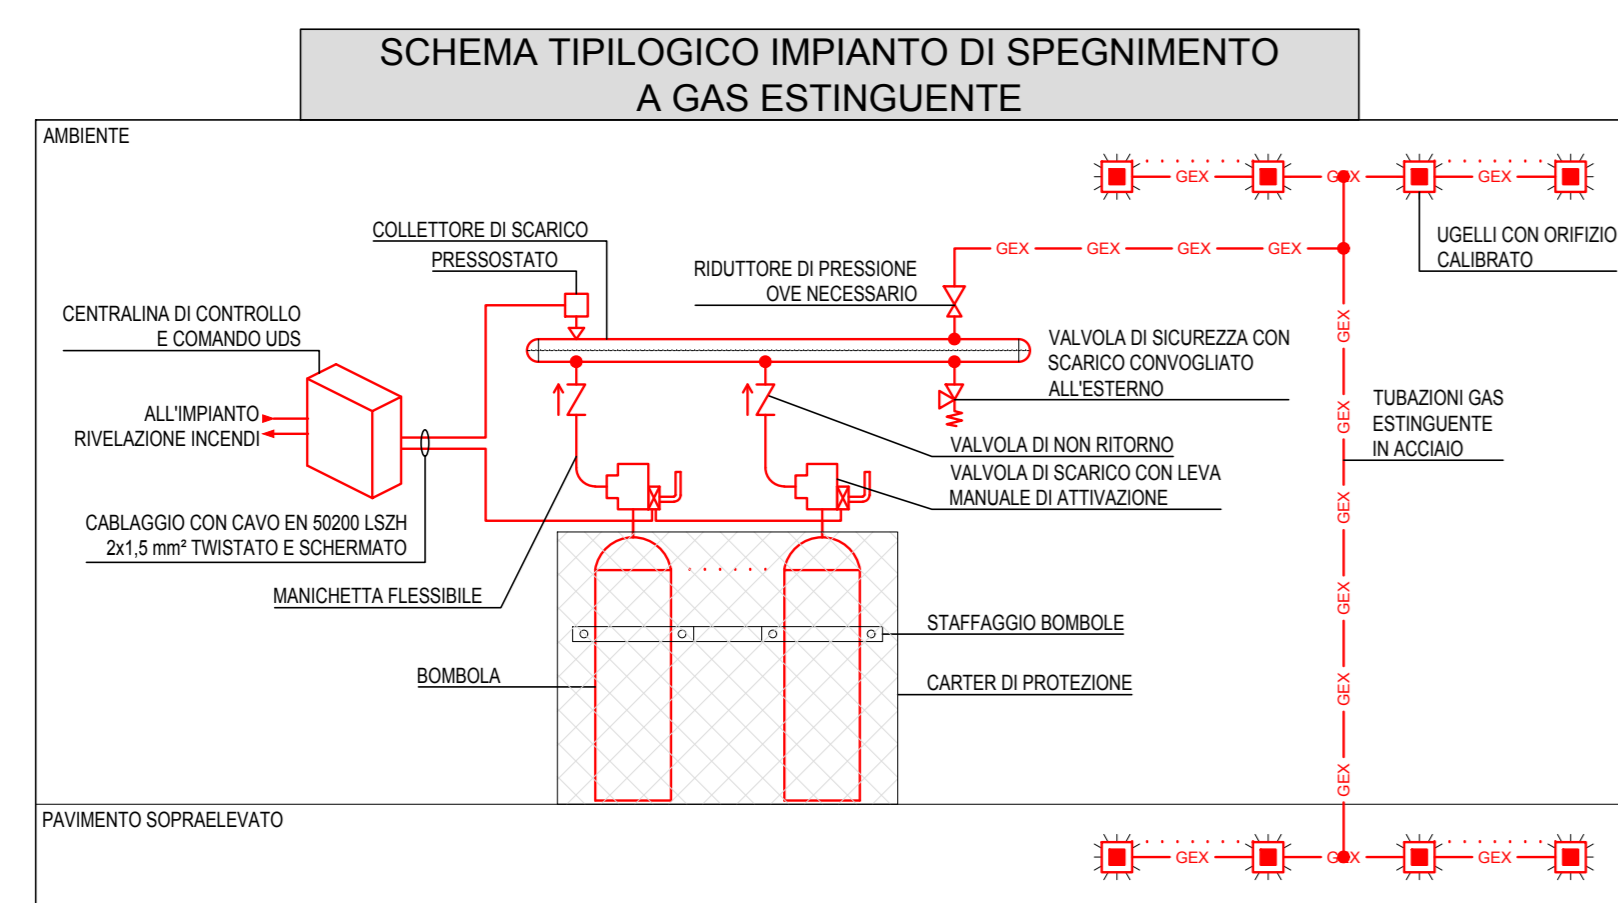 SCHEMA TIPILOGICO IMPIANTO DI SPEGNIMENTO
A GAS ESTINGUENTE
AMBIENTE
GEX
GEX
GEX
COLLETTORE DI SCARICO
PRESSOSTATO
UGELLI CON ORIFIZIO
CALIBRATO
GEX
GEX
GEX
GEX
RIDUTTORE DI PRESSIONE
OVE NECESSARIO
CENTRALINA DI CONTROLLO
E COMANDO UDS
VALVOLA DI SICUREZZA CON
SCARICO CONVOGLIATO
ALL'ESTERNO
GEX
GEX
GEX
GEX
GEX
GEX
ALL'IMPIANTO
RIVELAZIONE INCENDI
TUBAZIONI GAS
ESTINGUENTE
IN ACCIAIO
VALVOLA DI NON RITORNO
VALVOLA DI SCARICO CON LEVA
MANUALE DI ATTIVAZIONE
CABLAGGIO CON CAVO EN 50200 LSZH
2x1,5 mm² TWISTATO E SCHERMATO
MANICHETTA FLESSIBILE
STAFFAGGIO BOMBOLE
BOMBOLA
CARTER DI PROTEZIONE
PAVIMENTO SOPRAELEVATO
GEX
GEX
GEX